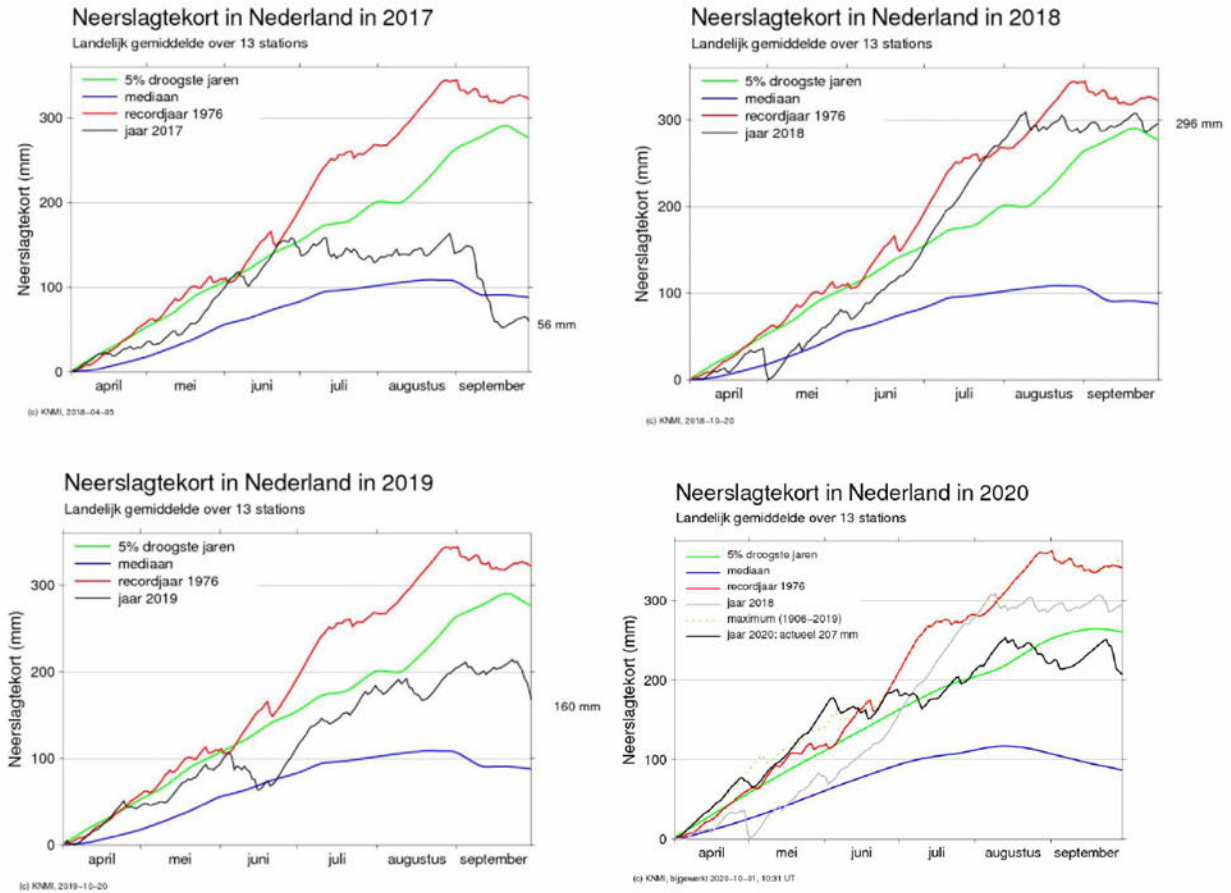 Neerslagtekort in Nederland in 2017
Landelijk gemiddelde over 13 stations
5% droogste jaren
mediaan
recordjaar 1976
jaar 2017
300
200
100
0
Neerslagtekort (mm)
56 mm
april mei juni juli augustus september
(c) KNMI, 2018-04-05
Neerslagtekort in Nederland in 2018
Landelijk gemiddelde over 13 stations
5% droogste jaren
mediaan
recordjaar 1976
jaar 2018
300
200
100
0
Neerslagtekort (mm)
296 mm
april mei juni juli augustus september
(c) KNMI, 2018-10-20
Neerslagtekort in Nederland in 2019
Landelijk gemiddelde over 13 stations
5% droogste jaren
mediaan
recordjaar 1976
jaar 2019
300
200
100
0
Neerslagtekort (mm)
160 mm
april mei juni juli augustus september
(c) KNMI, 2019-10-20
Neerslagtekort in Nederland in 2020
Landelijk gemiddelde over 13 stations
5% droogste jaren
mediaan
recordjaar 1976
jaar 2018
maximum (1906-2019)
jaar 2020: actueel 207 mm
300
200
100
0
Neerslagtekort (mm)
april mei juni juli augustus september
(c) KNMI, bijgewerkt 2020-10-01, 10:31 UT